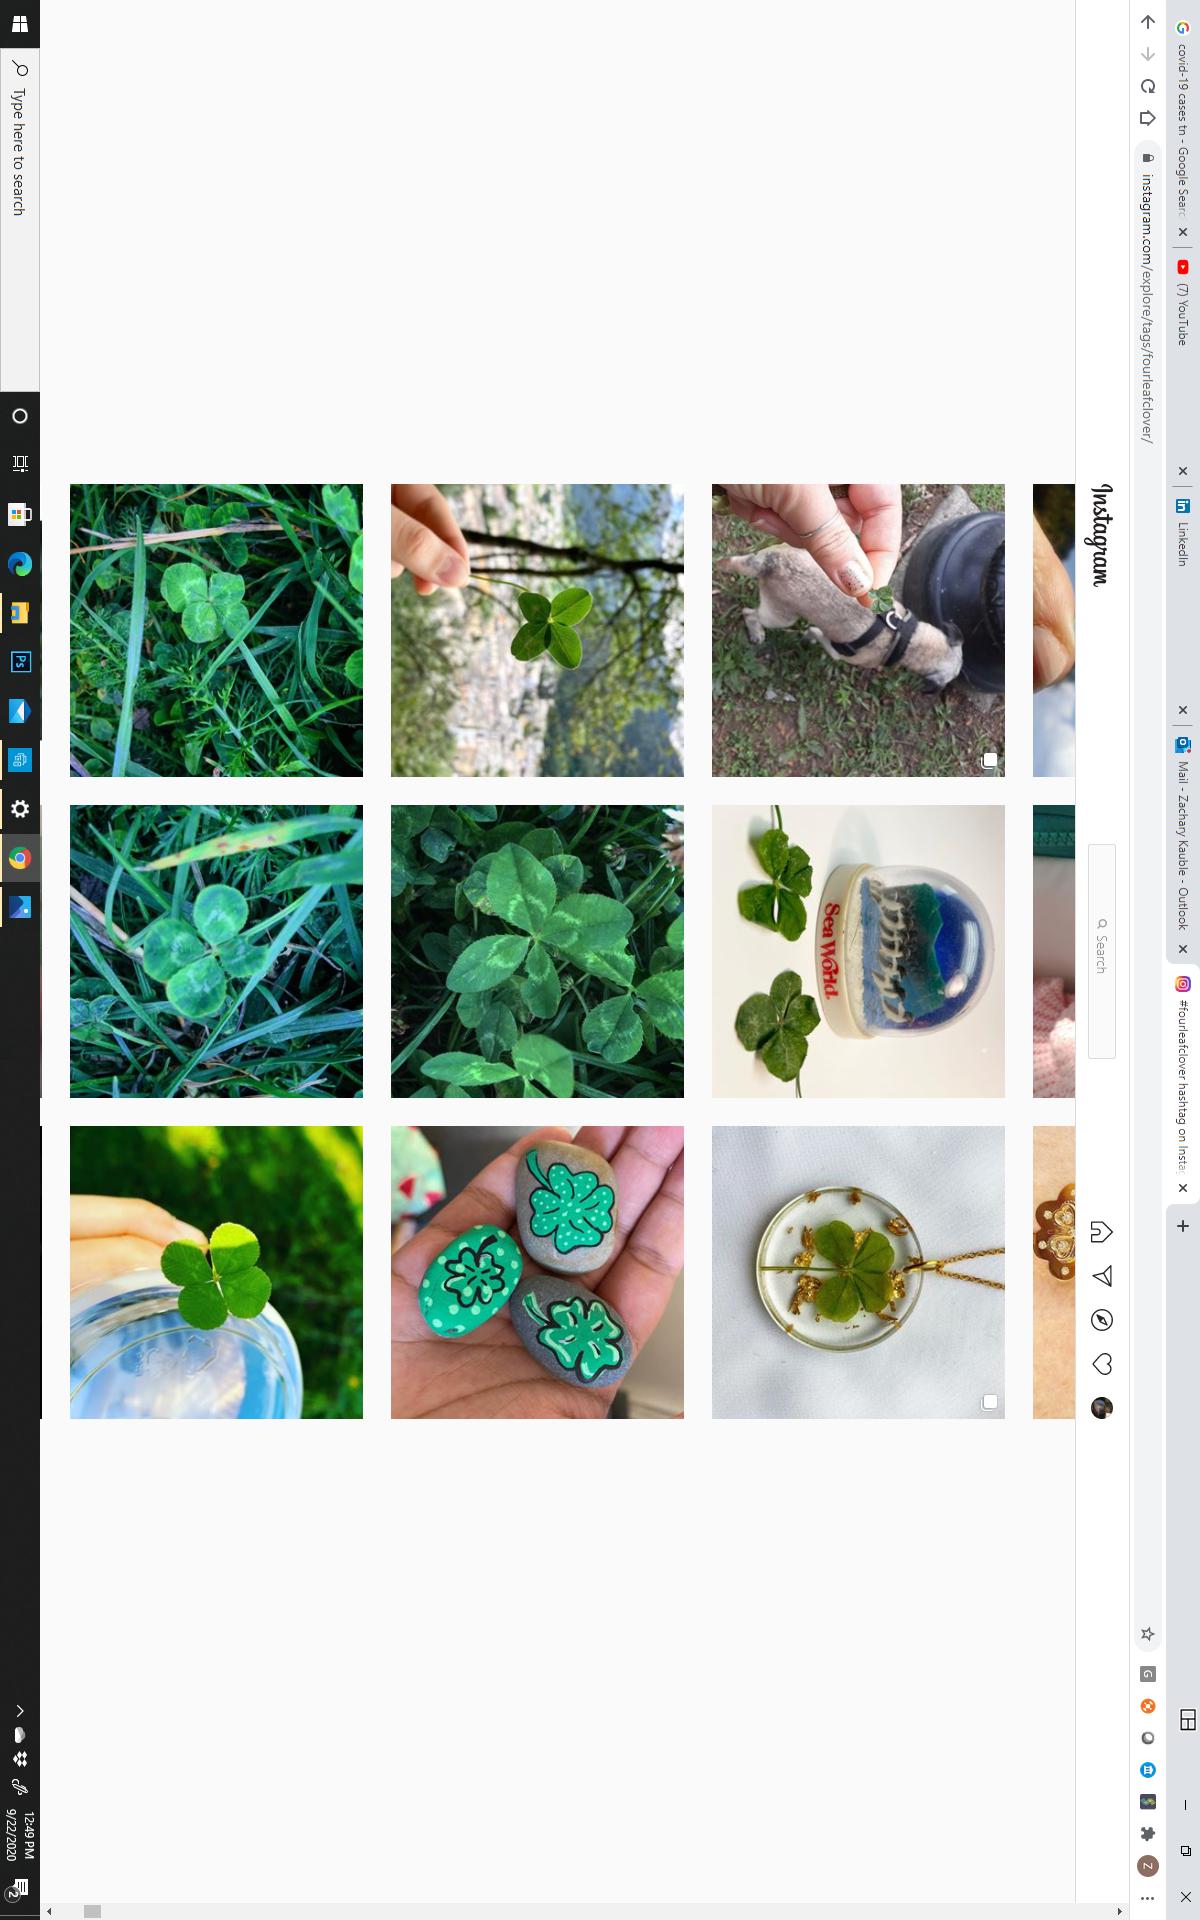 covid-19 cases tn - Google Searc
(7) YouTube
LinkedIn
Mail - Zachary Kauble - Outlook
#fourleafclover hashtag on Insta
instagram.com/explore/tags/fourleafclover/
G
Z
Instagram
Search
Sea World.
Type here to search
Ps
12:49 PM
9/22/2020
2